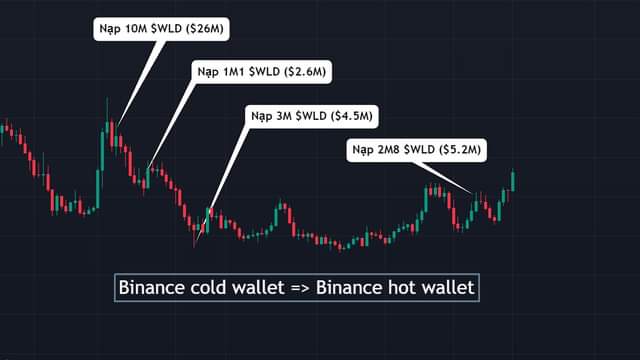 Nạp 10M $WLD ($26M)
Nạp 1M1 $WLD ($2.6M)
Nạp 3M $WLD ($4.5M)
Nạp 2M8 $WLD ($5.2M)
Binance cold wallet => Binance hot wallet